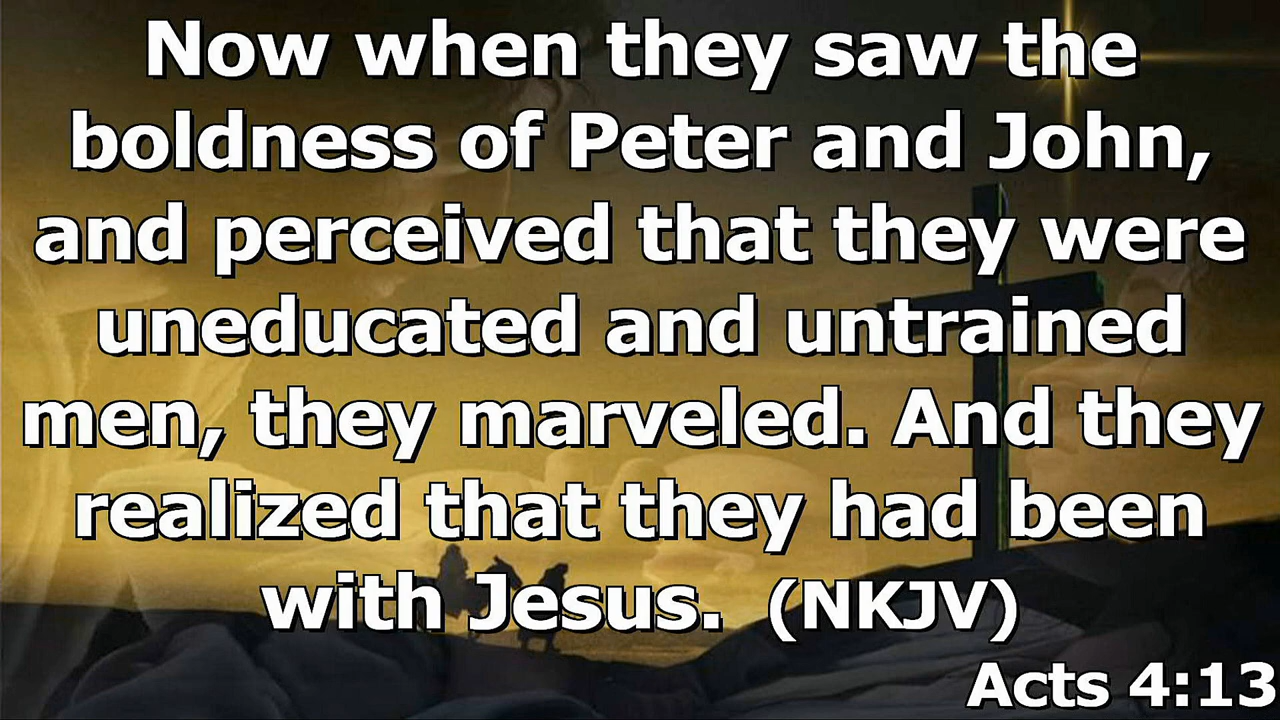 Now when they saw the
boldness of Peter and John,
and perceived that they were
uneducated and untrained
men, they marveled. And they
realized that they had been
with Jesus. (NKJV)
Acts 4:13